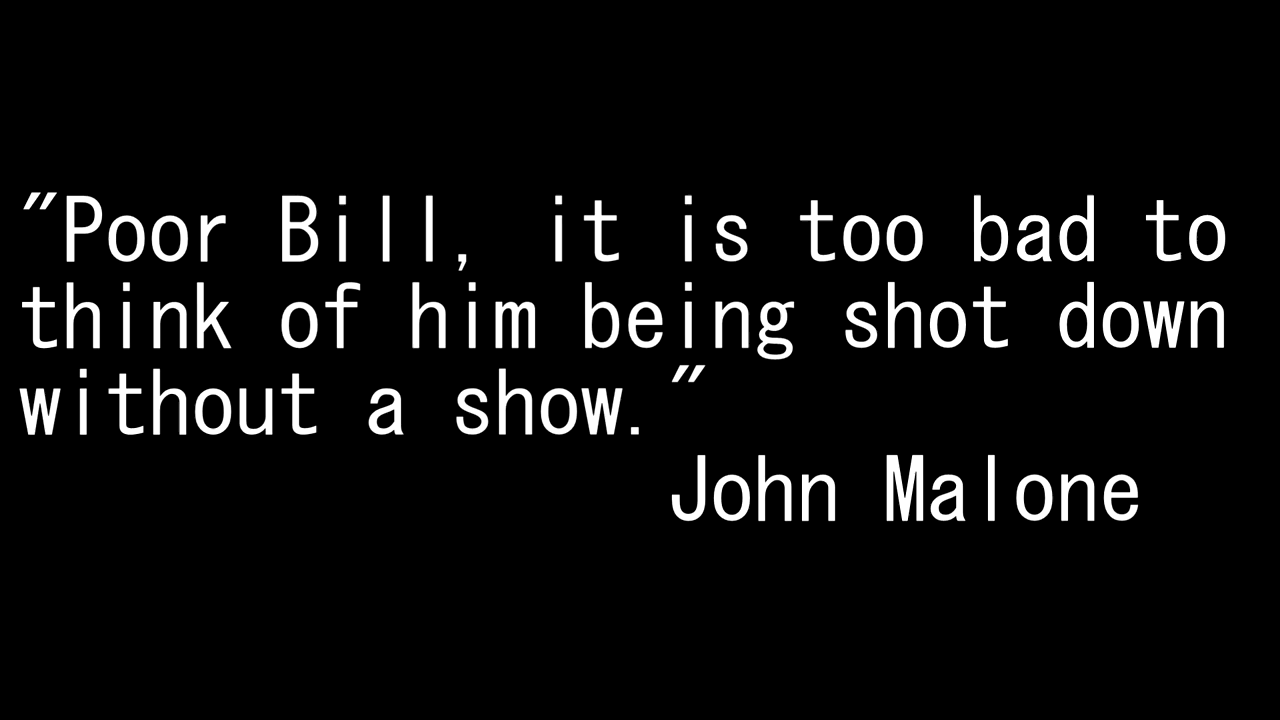 "Poor Bill, it is too bad to
think of him being shot down
without a show."
John Malone